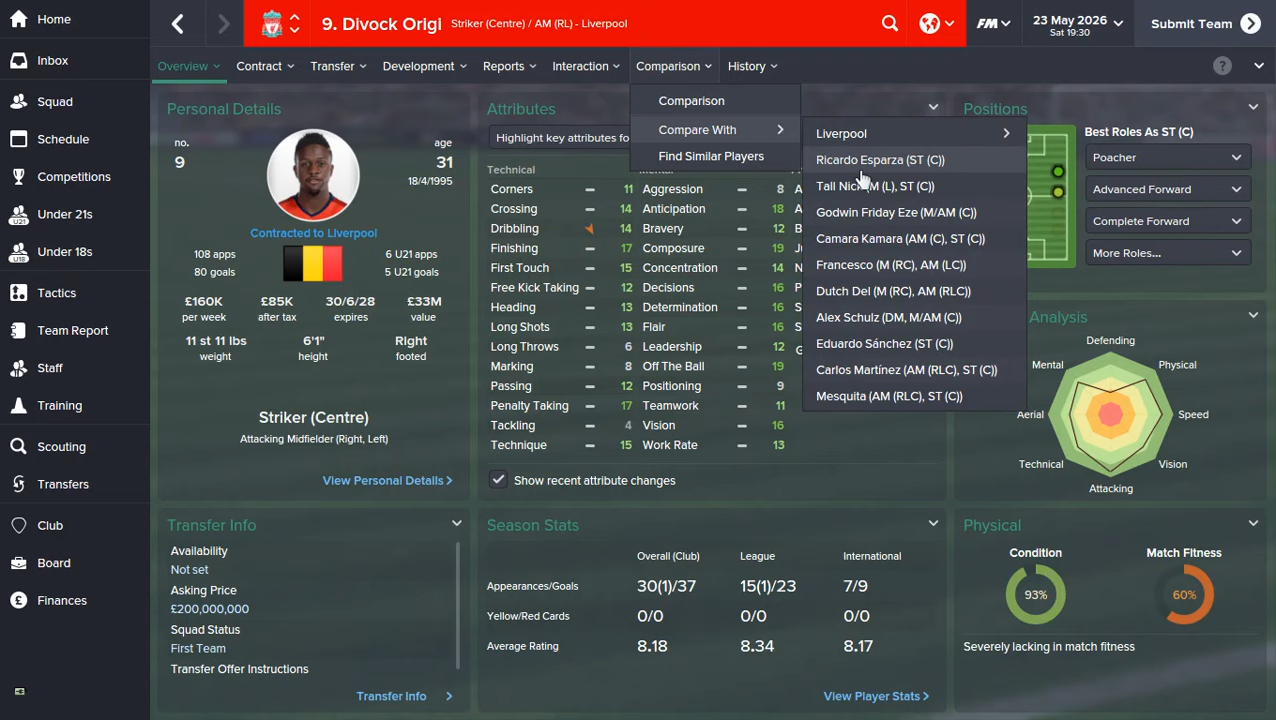 Home
9. Divock Origi
Striker (Centre) / AM (RL) - Liverpool
FM
23 May 2026
Sat 19:30
Submit Team
Inbox
Squad
Schedule
Competitions
U21
Under 21s
U18
Under 18s
Tactics
Team Report
Staff
Training
Scouting
Transfers
Club
Board
£ Finances
Overview
Contract
Transfer
Development
Reports
Interaction
Comparison
History
?
Comparison
Compare With
Find Similar Players
Liverpool
Ricardo Esparza (ST (C))
Tall Nick
M (L), ST (C))
Godwin Friday Eze (M/AM (C))
Camara Kamara (AM (C), ST (C))
Francesco (M (RC), AM (LC))
Dutch Del (M (RC), AM (RLC))
Alex Schulz (DM, M/AM (C))
Eduardo Sánchez (ST (C))
Carlos Martínez (AM (RLC), ST (C))
Mesquita (AM (RLC), ST (C))
Personal Details
no.
9
age
31
18/4/1995
Contracted to Liverpool
108 apps
80 goals
6 U21 apps
5 U21 goals
£160K per week
£85K after tax
30/6/28 expires
£33M value
11 st 11 lbs weight
6'1" height
Right footed
Striker (Centre)
Attacking Midfielder (Right, Left)
View Personal Details
Attributes
Highlight key attributes fo
Technical
Corners 11
Crossing 14
Dribbling 14
Finishing 17
First Touch 15
Free Kick Taking 12
Heading 13
Long Shots 13
Long Throws 6
Marking 8
Passing 12
Penalty Taking 17
Tackling 4
Technique 15
Aggression 8
Anticipation 18
Bravery 12
Composure 19
Concentration 14
Decisions 16
Determination 16
Flair 16
Leadership 12
Off The Ball 19
Positioning 9
Teamwork 11
Vision 16
Work Rate 13
Show recent attribute changes
Positions
Best Roles As ST (C)
Poacher
Advanced Forward
Complete Forward
More Roles...
Analysis
Defending
Physical
Speed
Vision
Attacking
Technical
Aerial
Mental
Transfer Info
Availability
Not set
Asking Price
£200,000,000
Squad Status
First Team
Transfer Offer Instructions
Transfer Info
Season Stats
Overall (Club) League International
Appearances/Goals 30(1)/37 15(1)/23 7/9
Yellow/Red Cards 0/0 0/0 0/0
Average Rating 8.18 8.34 8.17
View Player Stats
Physical
Condition
93%
Match Fitness
60%
Severely lacking in match fitness